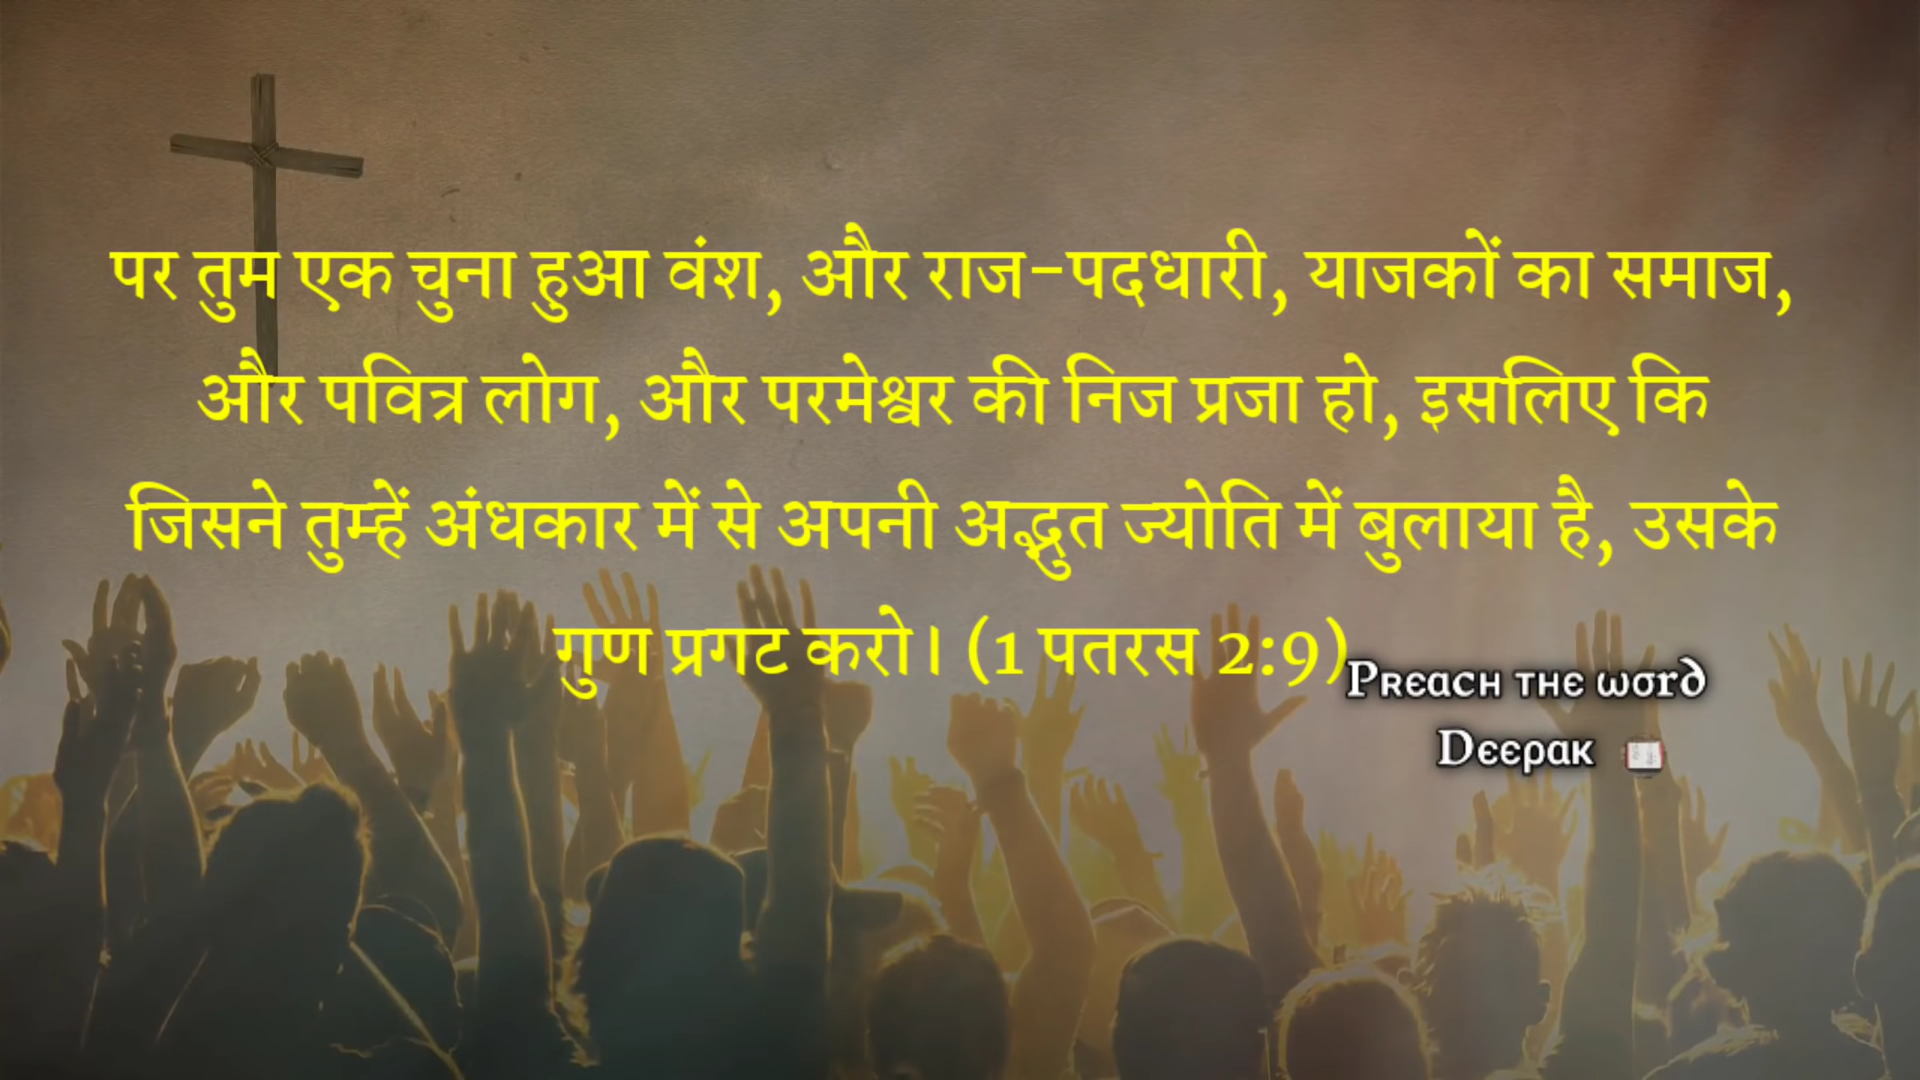 पर तुम एक चुना हुआ वंश, और राज-पदधारी, याजकों का समाज,
और पवित्र लोग, और परमेश्वर की निज प्रजा हो, इसलिए कि
जिसने तुम्हें अंधकार में से अपनी अद्भुत ज्योति में बुलाया है, उसके
गुण प्रगट करो। (1 पतरस 2:9)
Preach the word
Deepak